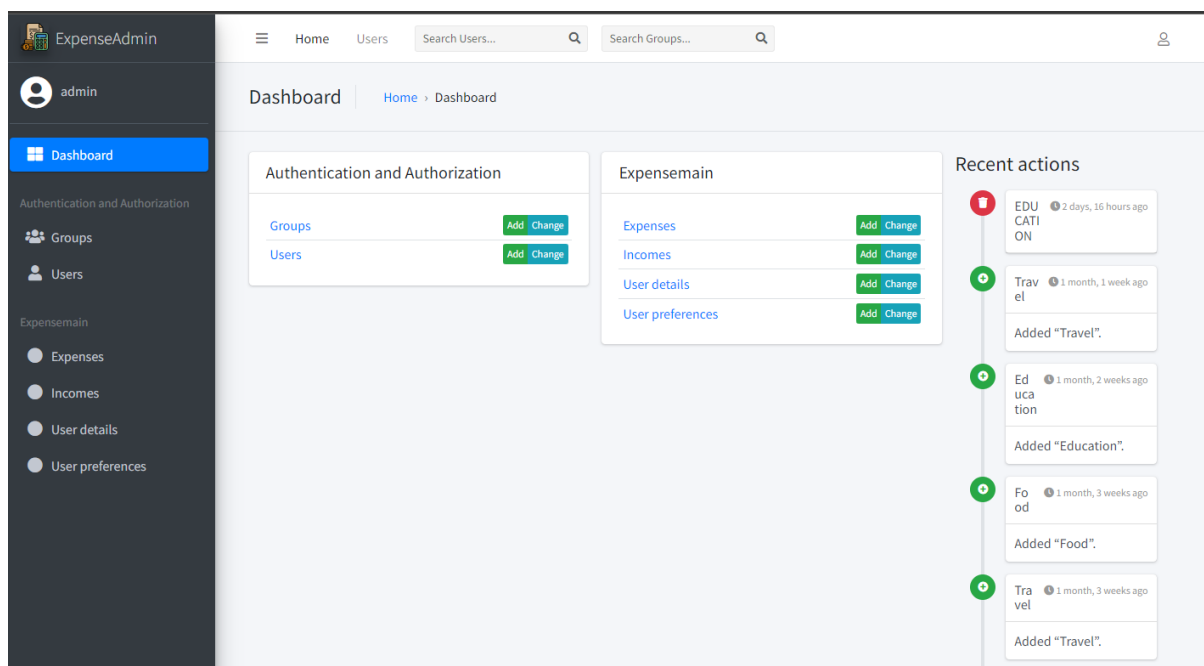 ExpenseAdmin
Home Users Search Users... Search Groups...
admin
Dashboard Home › Dashboard
Dashboard
Authentication and Authorization
Groups
Users
Expensemain
Expenses
Incomes
User details
User preferences
Authentication and Authorization
Groups Add Change
Users Add Change
Expensemain
Expenses Add Change
Incomes Add Change
User details Add Change
User preferences Add Change
Recent actions
EDU 2 days, 16 hours ago
CATI
ON
Trav 1 month, 1 week ago
el
Added “Travel”.
Ed 1 month, 2 weeks ago
uca
tion
Added “Education”.
Fo 1 month, 3 weeks ago
od
Added “Food”.
Tra 1 month, 3 weeks ago
vel
Added “Travel”.